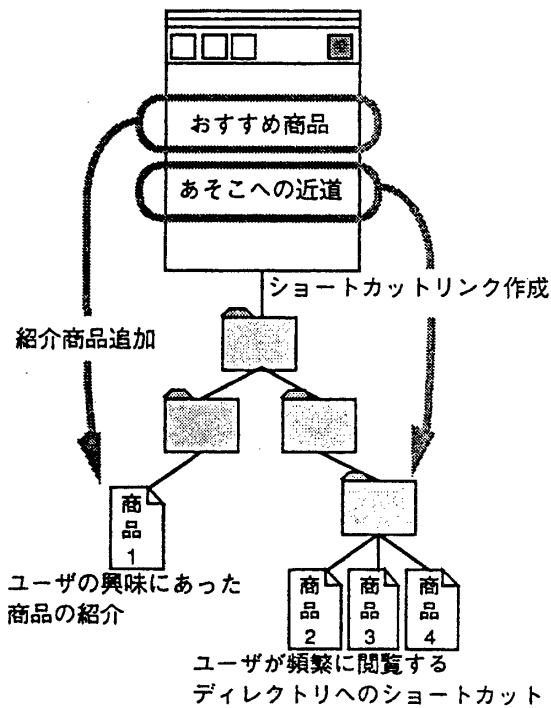 おすすめ商品
あそこへの近道
ショートカットリンク作成
紹介商品追加
商品1
ユーザの興味にあった
商品の紹介
商品2
商品3
商品4
ユーザが頻繁に閲覧する
ディレクトリへのショートカット